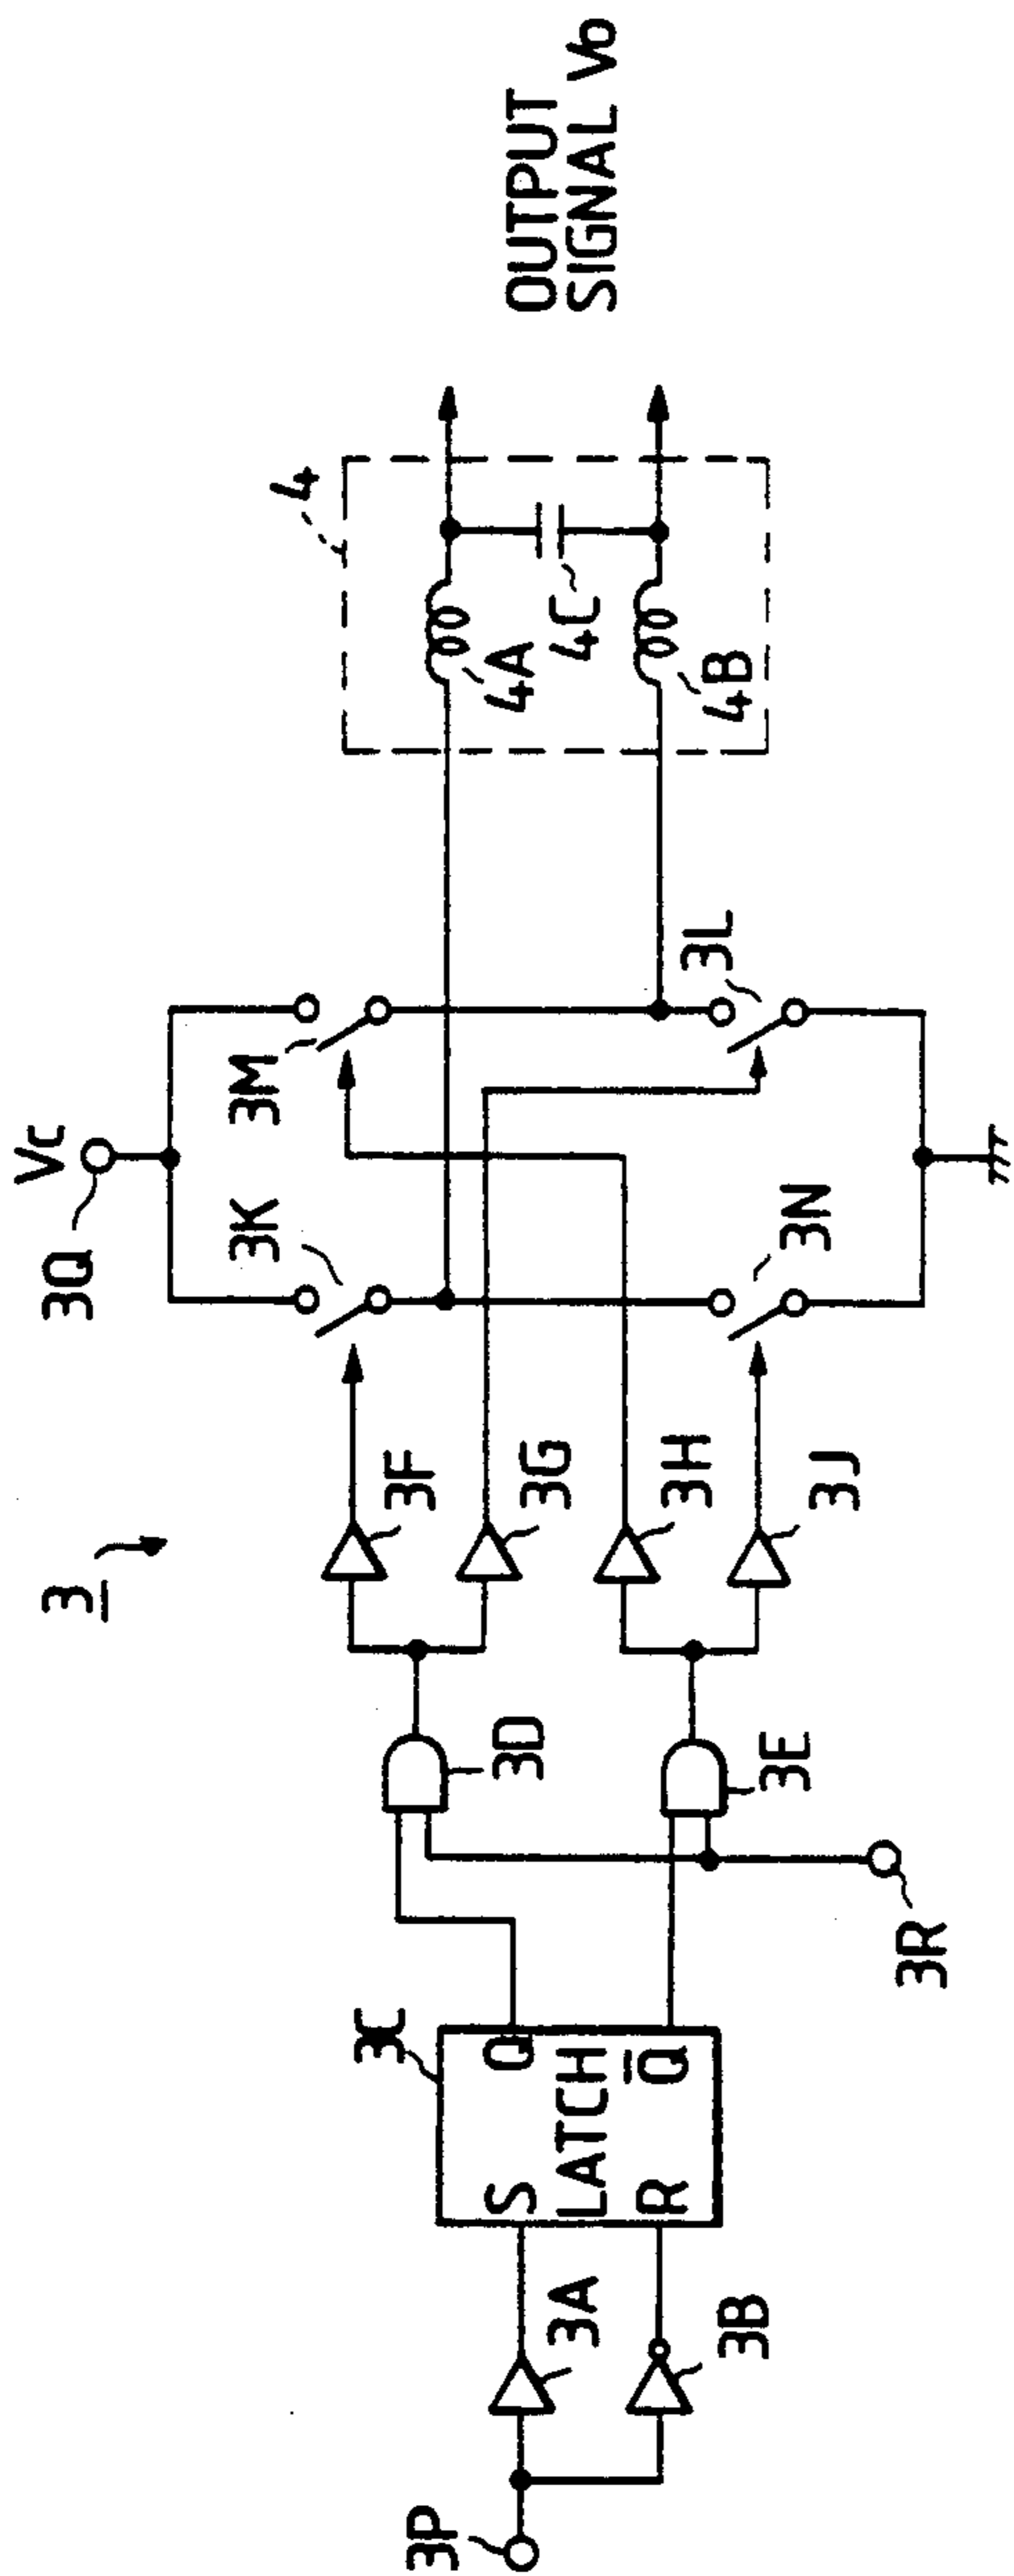 3
3P
3A
3B
3C
S
Q
LATCH
R
Q̅
3D
3E
3R
3F
3G
3H
3J
3Q
Vc
3K
3M
3N
3L
4
4A
4C
4B
OUTPUT
SIGNAL Vo